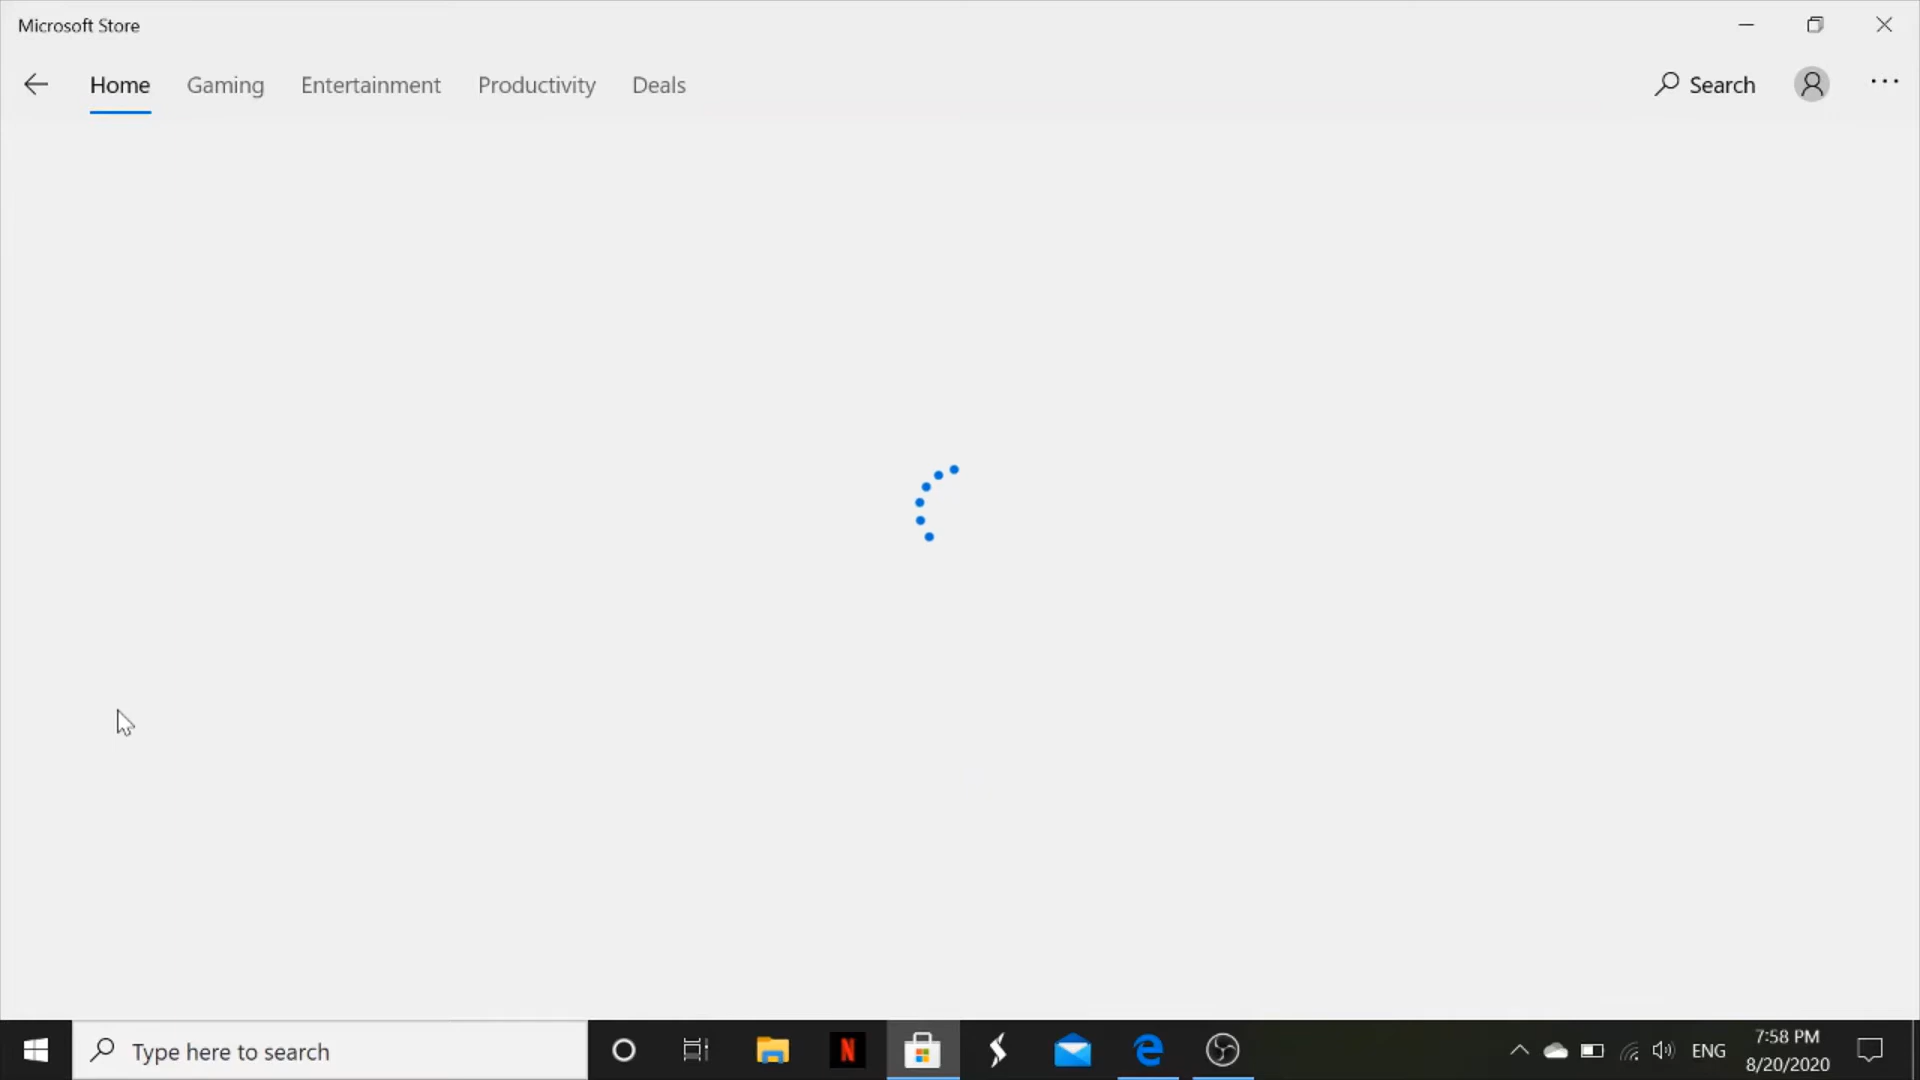 Microsoft Store
Home Gaming Entertainment Productivity Deals Search
Type here to search
N
ENG
7:58 PM
8/20/2020